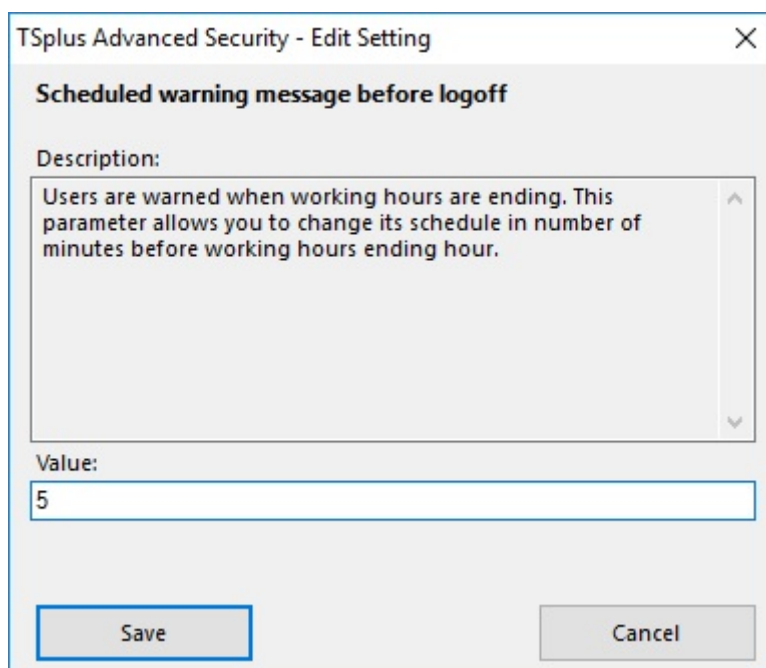 TSplus Advanced Security - Edit Setting
Scheduled warning message before logoff
Description:
Users are warned when working hours are ending. This
parameter allows you to change its schedule in number of
minutes before working hours ending hour.
Value:
5
Save
Cancel